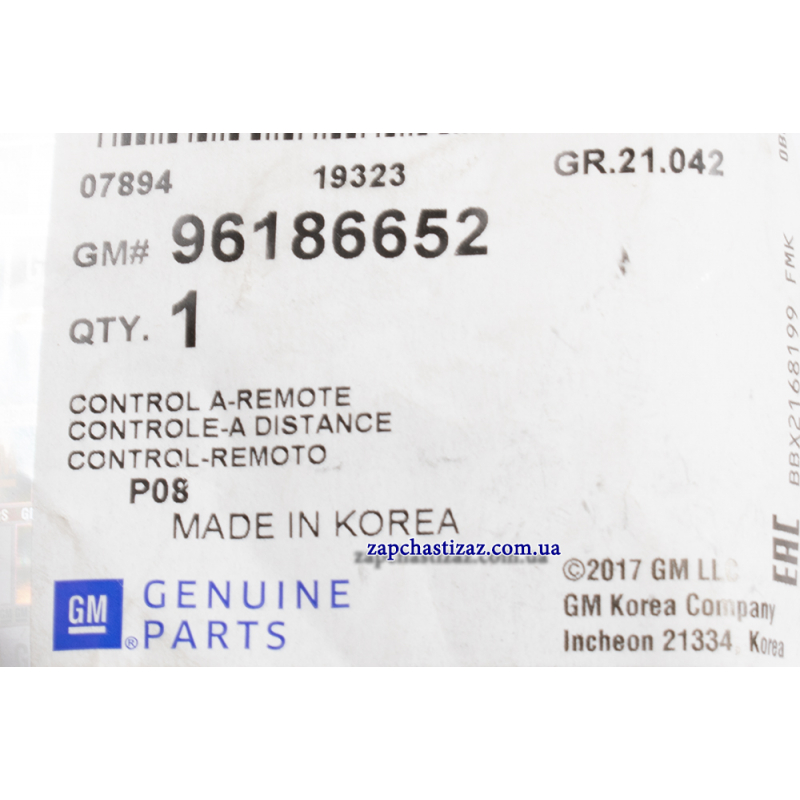 07894 19323 GR.21.042
GM# 96186652
QTY. 1
CONTROL A-REMOTE
CONTROLE-A DISTANCE
CONTROL-REMOTO
P08
MADE IN KOREA
zapchastizaz.com.ua
GM GENUINE
® PARTS
©2017 GM LLC
GM Korea Company
Incheon 21334, Korea
BBX2168199 FMK
EAC